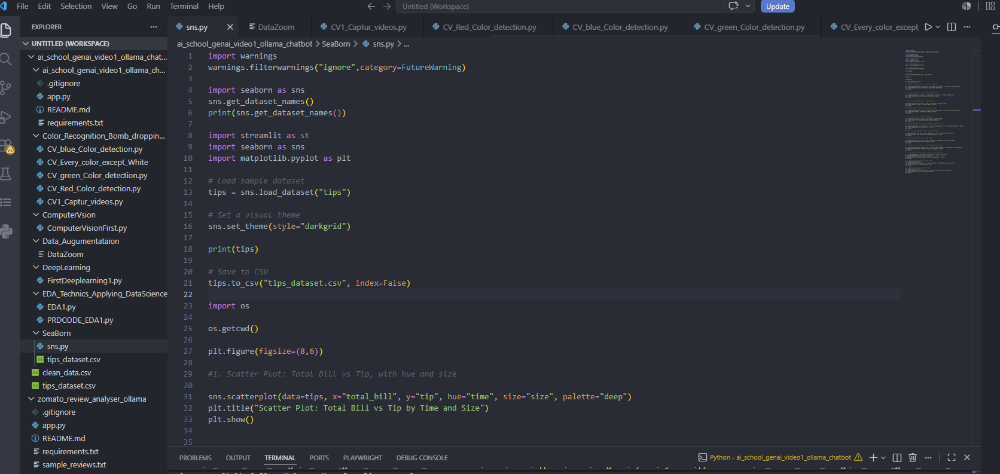 File Edit Selection View Go Run Terminal Help
Untitled (Workspace)
Update
EXPLORER
sns.py
DataZoom
CV1_Captur_videos.py
CV_Red_Color_detection.py
CV_blue_Color_detection.py
CV_green_Color_detection.py
CV_Every_color_except
CH
UNTITLED (WORKSPACE)
ai_school_genai_video1_ollama_chat...
ai_school_genai_video1_ollama_ch...
.gitignore
app.py
README.md
requirements.txt
Color_Recognition_Bomb_droppin...
CV_blue_Color_detection.py
CV_Every_color_except_White
CV_green_Color_detection.py
CV_Red_Color_detection.py
CV1_Captur_videos.py
ComputerVsion
ComputerVisionFirst.py
Data_Augumentataion
DataZoom
DeepLearning
FirstDeeplearning1.py
EDA_Technics_Applying_DataScience
EDA1.py
PRDCODE_EDA1.py
SeaBorn
sns.py
tips_dataset.csv
clean_data.csv
tips_dataset.csv
zomato_review_analyser_ollama
.gitignore
app.py
README.md
requirements.txt
sample_reviews.txt
ai_school_genai_video1_ollama_chatbot > SeaBorn > sns.py > ...
1 import warnings
2 warnings.filterwarnings("ignore",category=FutureWarning)
3
4 import seaborn as sns
5 sns.get_dataset_names()
6 print(sns.get_dataset_names())
7
8 import streamlit as st
9 import seaborn as sns
10 import matplotlib.pyplot as plt
11
12 # Load sample dataset
13 tips = sns.load_dataset("tips")
14
15 # Set a visual theme
16 sns.set_theme(style="darkgrid")
17
18 print(tips)
19
20 # Save to CSV
21 tips.to_csv("tips_dataset.csv", index=False)
22
23 import os
24
25 os.getcwd()
26
27 plt.figure(figsize=(8,6))
28
29 #1. Scatter Plot: Total Bill vs Tip, with hue and size
30
31 sns.scatterplot(data=tips, x="total_bill", y="tip", hue="time", size="size", palette="deep")
32 plt.title("Scatter Plot: Total Bill vs Tip by Time and Size")
33 plt.show()
34
35
PROBLEMS OUTPUT TERMINAL PORTS PLAYWRIGHT DEBUG CONSOLE
Python - ai_school_genai_video1_ollama_chatbot